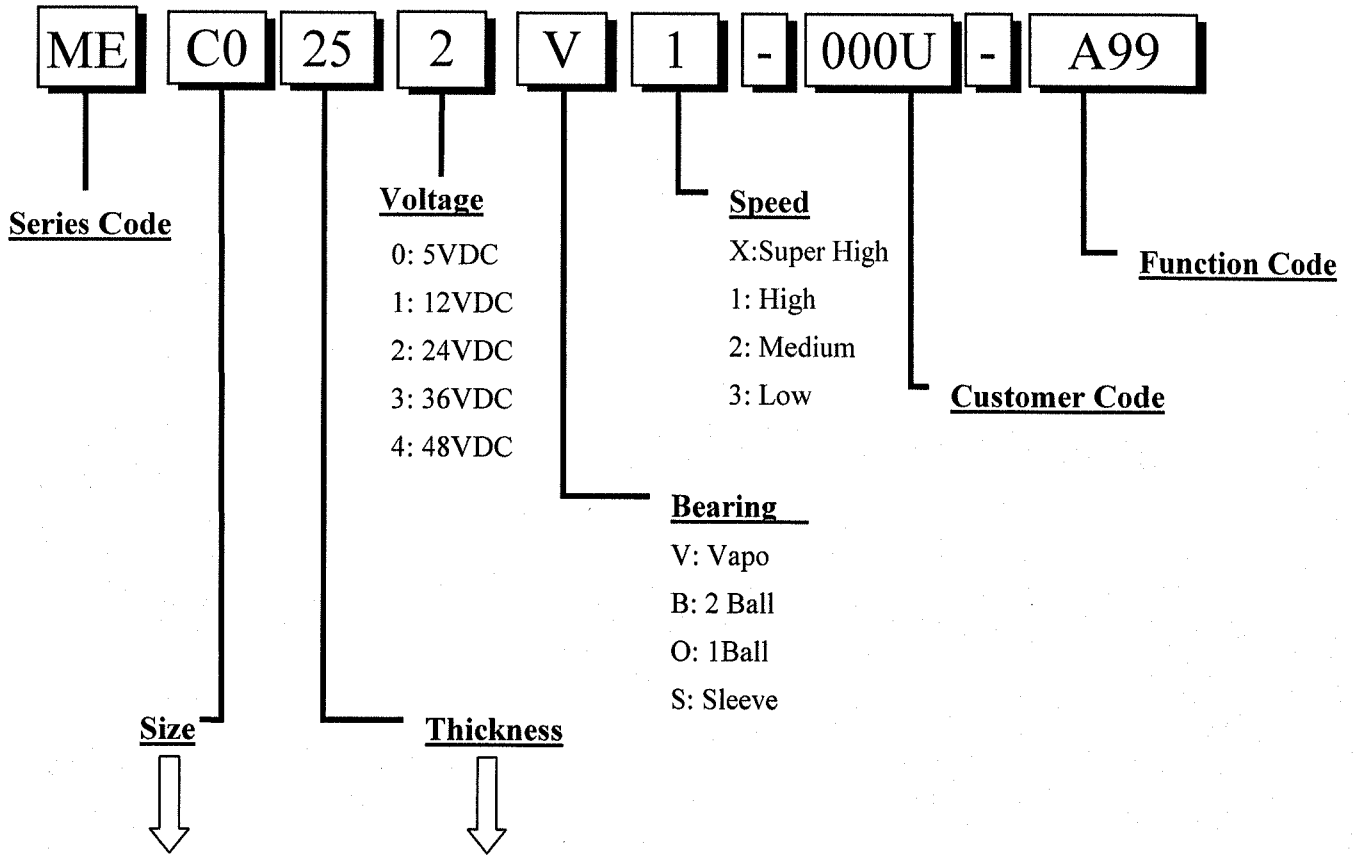 ME C0 25 2 V 1 - 000U - A99
Series Code
Voltage
0: 5VDC
1: 12VDC
2: 24VDC
3: 36VDC
4: 48VDC
Speed
X:Super High
1: High
2: Medium
3: Low
Function Code
Customer Code
Bearing
V: Vapo
B: 2 Ball
O: 1Ball
S: Sleeve
Size
Thickness